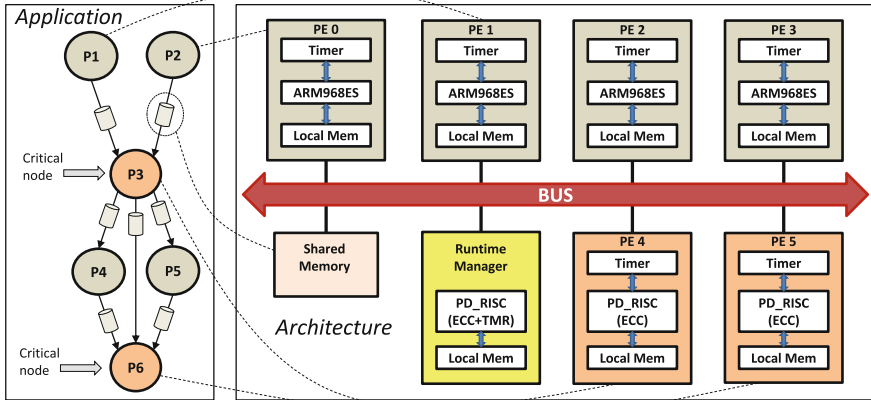 Application
P1
P2
Critical
node
P3
P4
P5
Critical
node
P6
PE 0
Timer
ARM968ES
Local Mem
PE 1
Timer
ARM968ES
Local Mem
PE 2
Timer
ARM968ES
Local Mem
PE 3
Timer
ARM968ES
Local Mem
BUS
Shared
Memory
Architecture
Runtime
Manager
PD_RISC
(ECC+TMR)
Local Mem
PE 4
Timer
PD_RISC
(ECC)
Local Mem
PE 5
Timer
PD_RISC
(ECC)
Local Mem